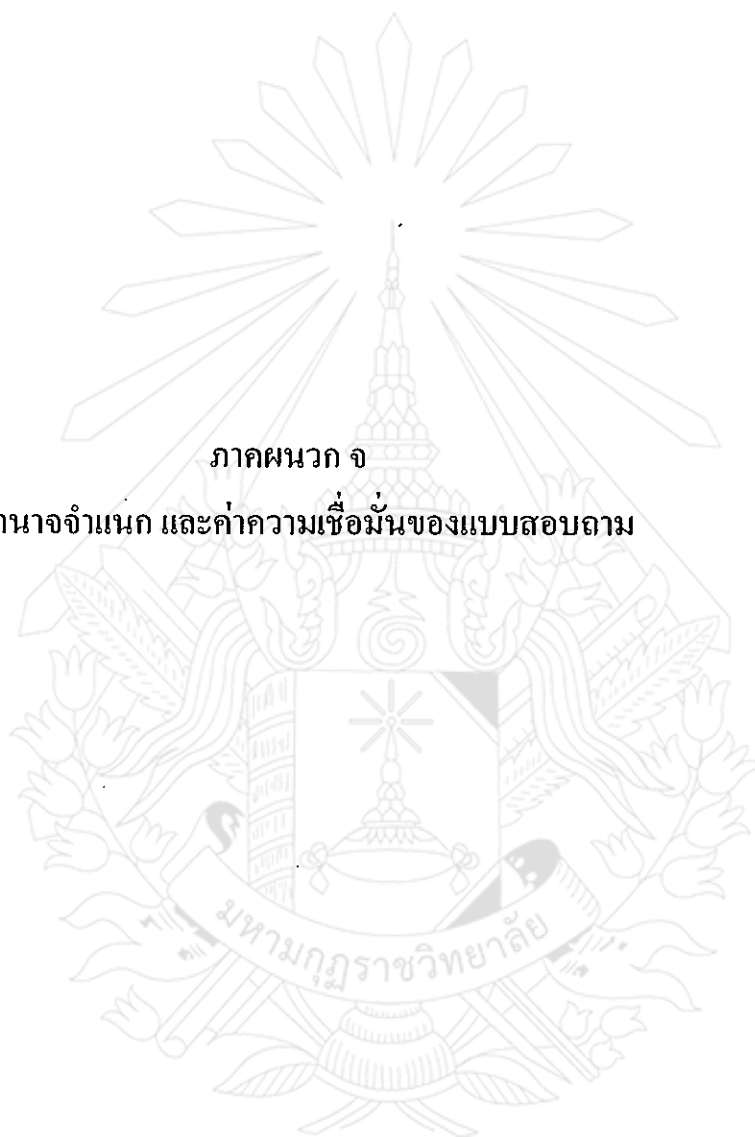 ภาคผนวก จ
านาจจำแนก และค่าความเชื่อมั่นของแบบสอบถาม
มหามกุฏราชวิทยาลัย